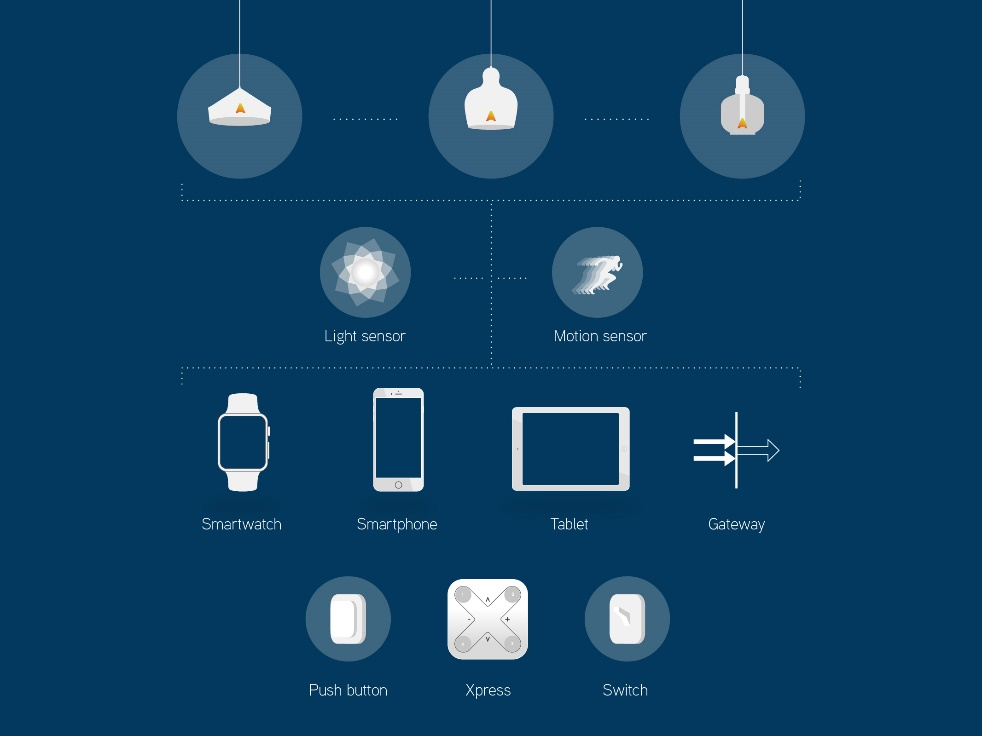 Light sensor
Motion sensor
Smartwatch
Smartphone
Tablet
Gateway
Push button
Xpress
Switch